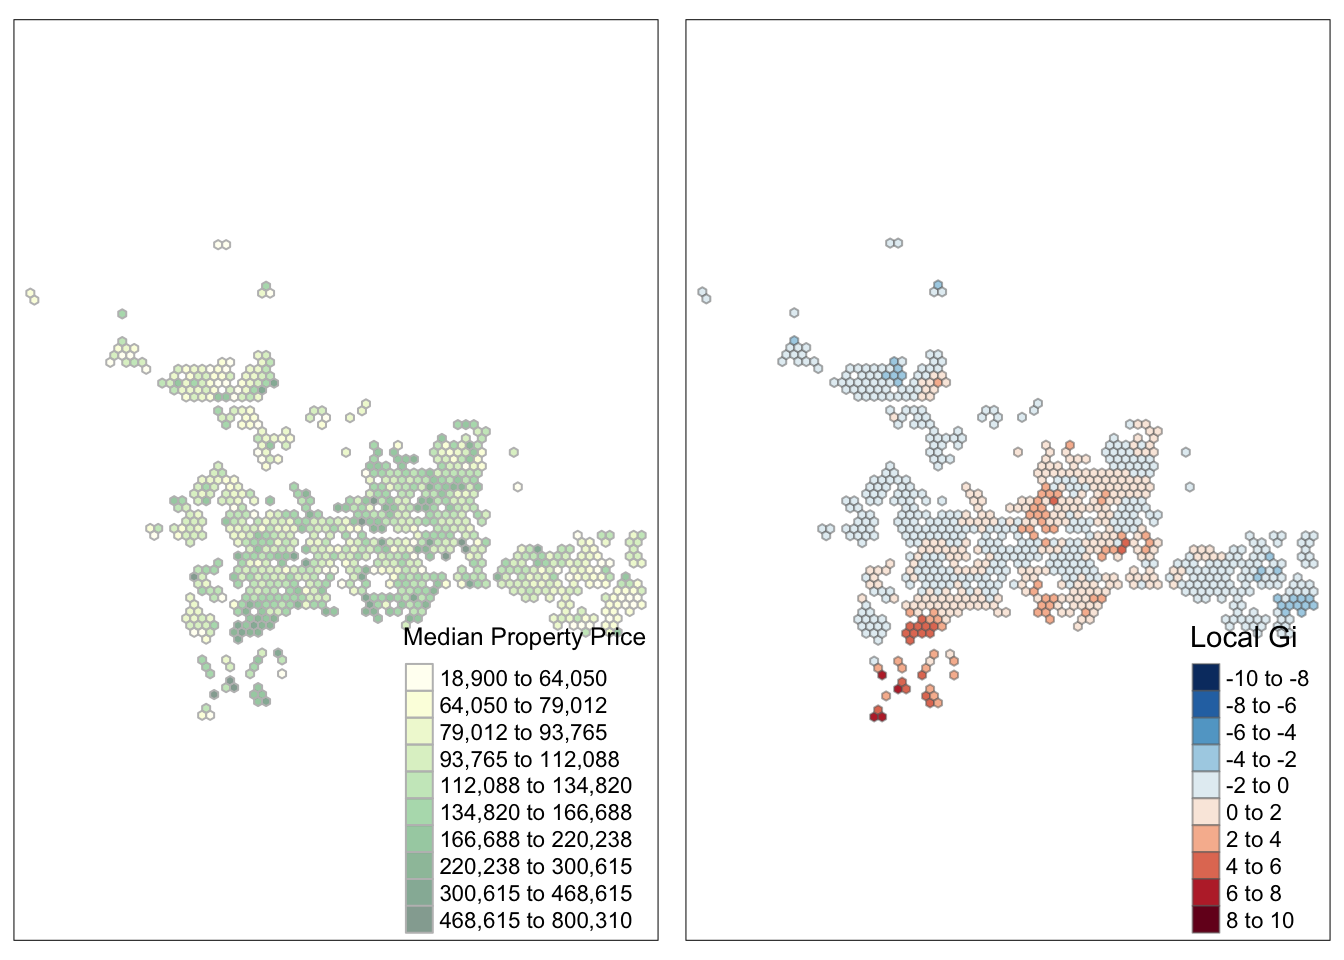 Median Property Price
18,900 to 64,050
64,050 to 79,012
79,012 to 93,765
93,765 to 112,088
112,088 to 134,820
134,820 to 166,688
166,688 to 220,238
220,238 to 300,615
300,615 to 468,615
468,615 to 800,310
Local Gi
-10 to -8
-8 to -6
-6 to -4
-4 to -2
-2 to 0
0 to 2
2 to 4
4 to 6
6 to 8
8 to 10